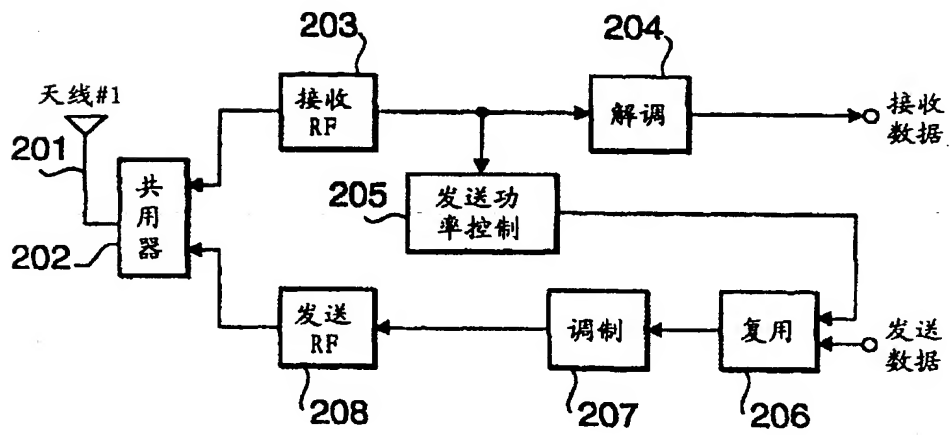 203
204
天线#1
接收
RF
解调
接收
数据
201
共
用
器
205
发送功
率控制
202
发送
RF
调制
复用
发送
数据
208
207
206